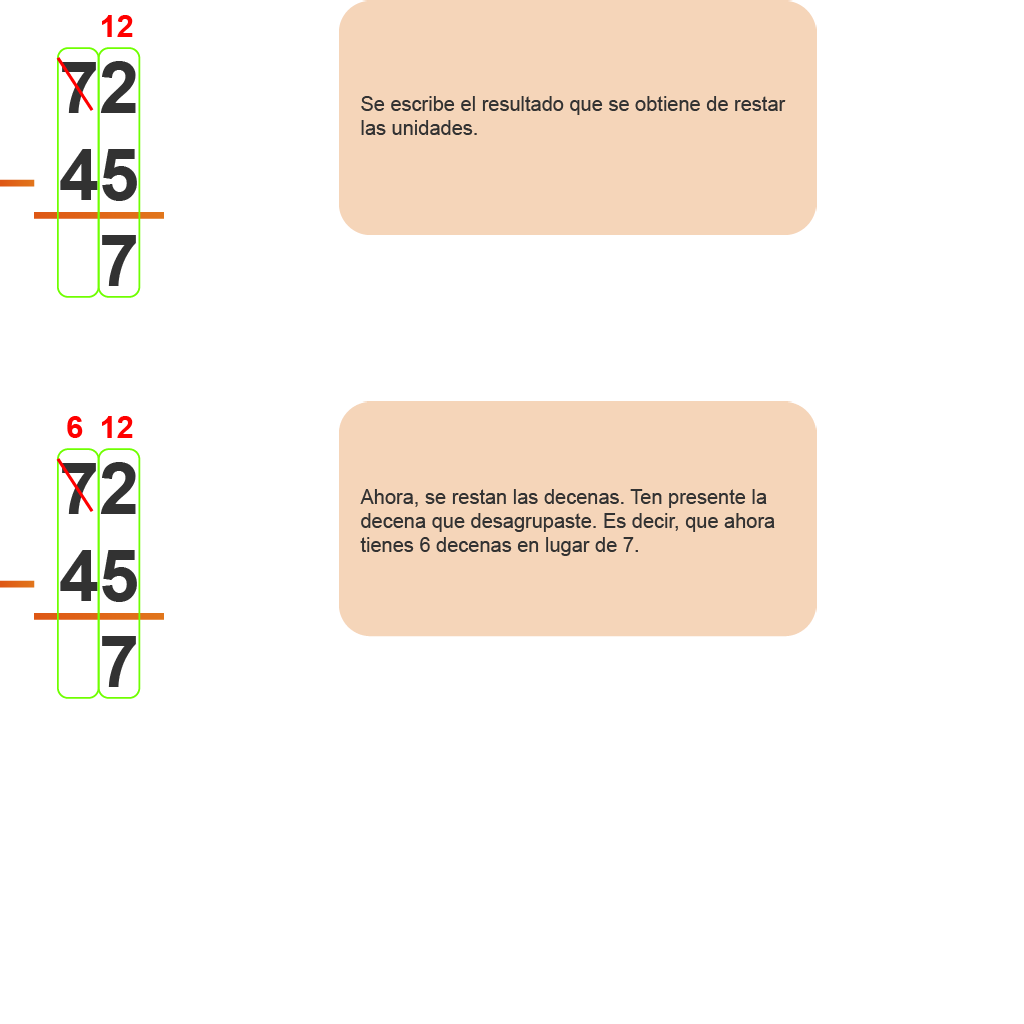 12
72
45
7
Se escribe el resultado que se obtiene de restar
las unidades.
6 12
72
45
7
Ahora, se restan las decenas. Ten presente la
decena que desagrupaste. Es decir, que ahora
tienes 6 decenas en lugar de 7.